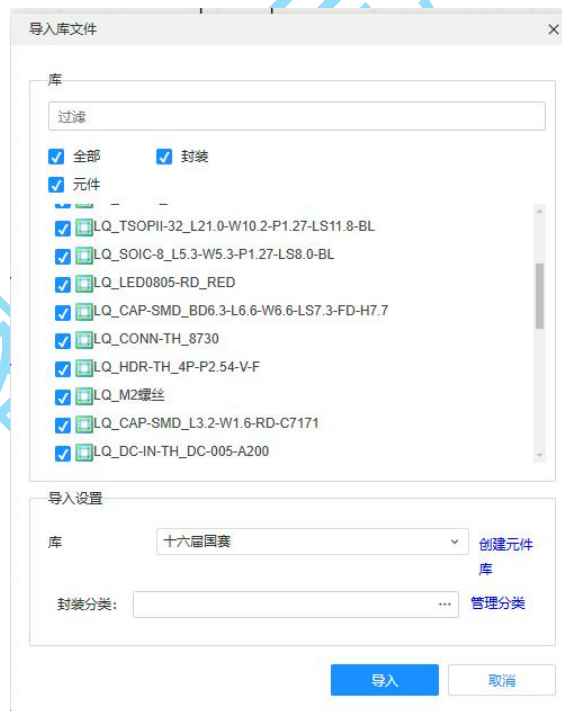 导入库文件
库
过滤
全部 封装
元件
LQ_TSOPII-32_L21.0-W10.2-P1.27-LS11.8-BL
LQ_SOIC-8_L5.3-W5.3-P1.27-LS8.0-BL
LQ_LED0805-RD_RED
LQ_CAP-SMD_BD6.3-L6.6-W6.6-LS7.3-FD-H7.7
LQ_CONN-TH_8730
LQ_HDR-TH_4P-P2.54-V-F
LQ_M2螺丝
LQ_CAP-SMD_L3.2-W1.6-RD-C7171
LQ_DC-IN-TH_DC-005-A200
导入设置
库 十六届国赛 创建元件
库
封装分类: ... 管理分类
导入 取消